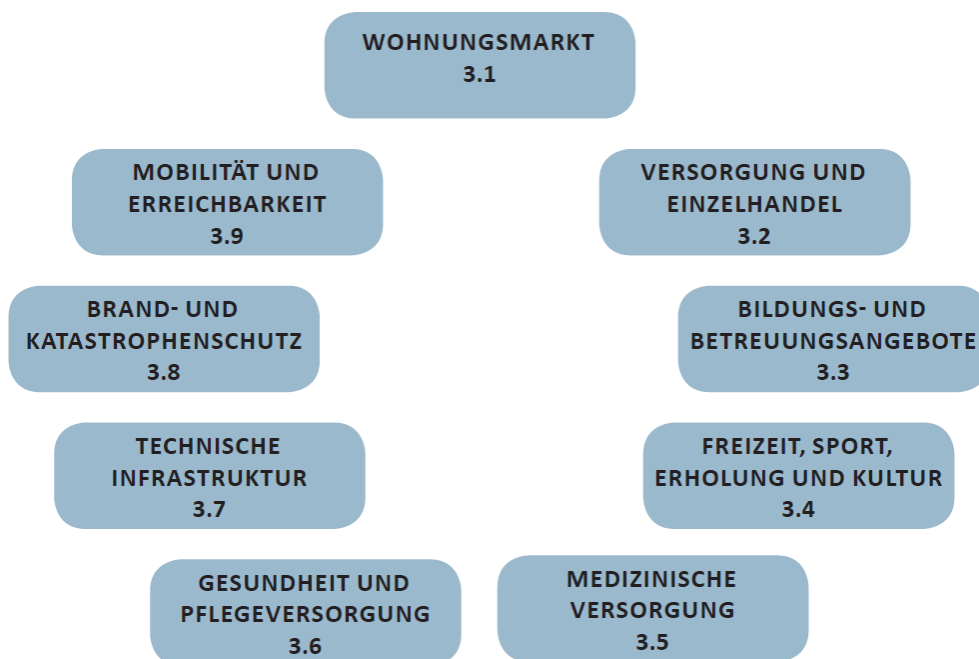 WOHNUNGSMARKT
3.1
MOBILITÄT UND
ERREICHBARKEIT
3.9
VERSORGUNG UND
EINZELHANDEL
3.2
BRAND- UND
KATASTROPHENSCHUTZ
3.8
BILDUNGS- UND
BETREUUNGSANGEBOTE
3.3
TECHNISCHE
INFRASTRUKTUR
3.7
FREIZEIT, SPORT,
ERHOLUNG UND KULTUR
3.4
GESUNDHEIT UND
PFLEGEVERSORGUNG
3.6
MEDIZINISCHE
VERSORGUNG
3.5